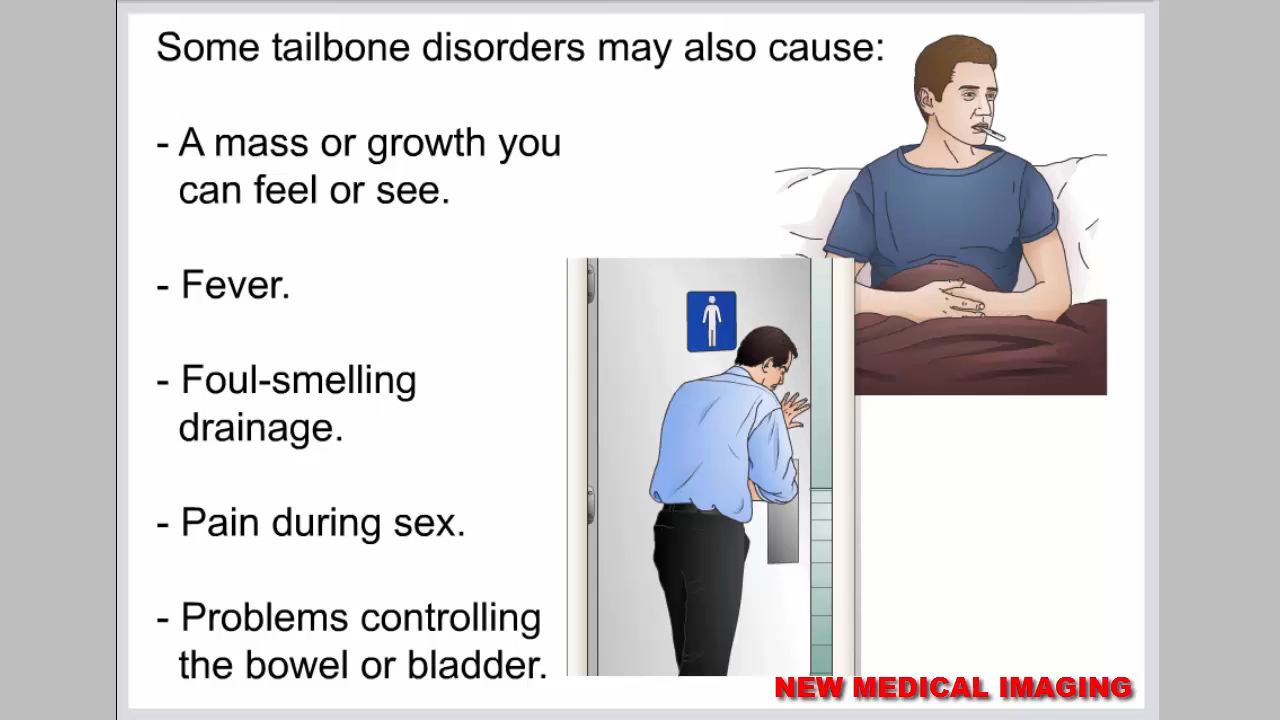 Some tailbone disorders may also cause:
- A mass or growth you
can feel or see.
- Fever.
- Foul-smelling
drainage.
- Pain during sex.
- Problems controlling
the bowel or bladder.
NEW MEDICAL IMAGING